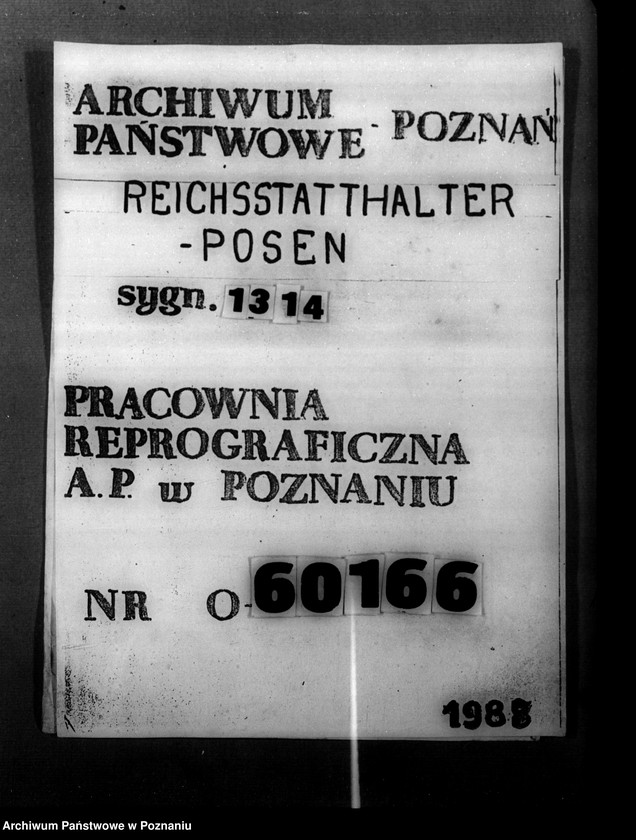 ARCHIWUM
PAŃSTWOWE - POZNAŃ
REICHSSTATTHALTER
-POSEN
sygn. 1314
PRACOWNIA
REPROGRAFICZNA
A.P. w POZNANIU
NR O-60166
1988
Archiwum Państwowe w Poznaniu